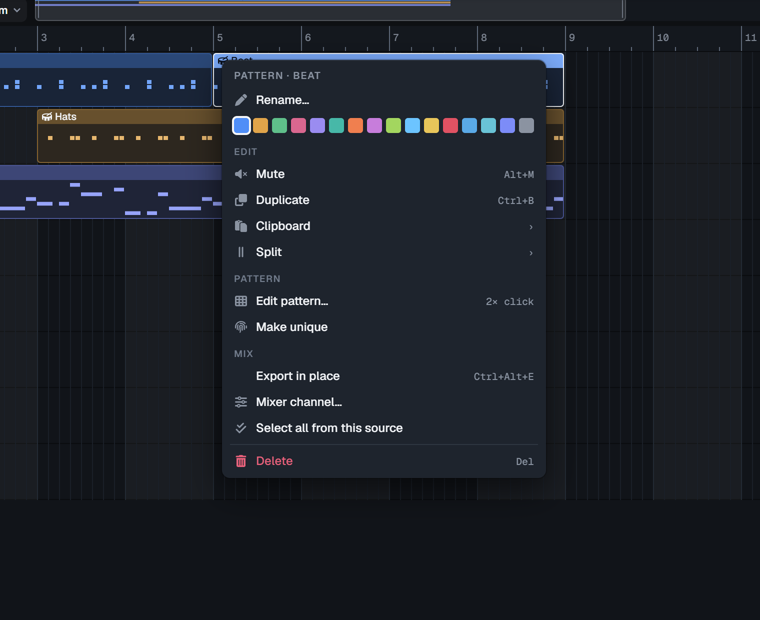 m
3 4 5 6 7 8 9 10 11
Beat
PATTERN · BEAT
Rename...
Hats
EDIT
Mute Alt+M
Duplicate Ctrl+B
Clipboard ›
Split ›
PATTERN
Edit pattern... 2× click
Make unique
MIX
Export in place Ctrl+Alt+E
Mixer channel...
Select all from this source
Delete Del